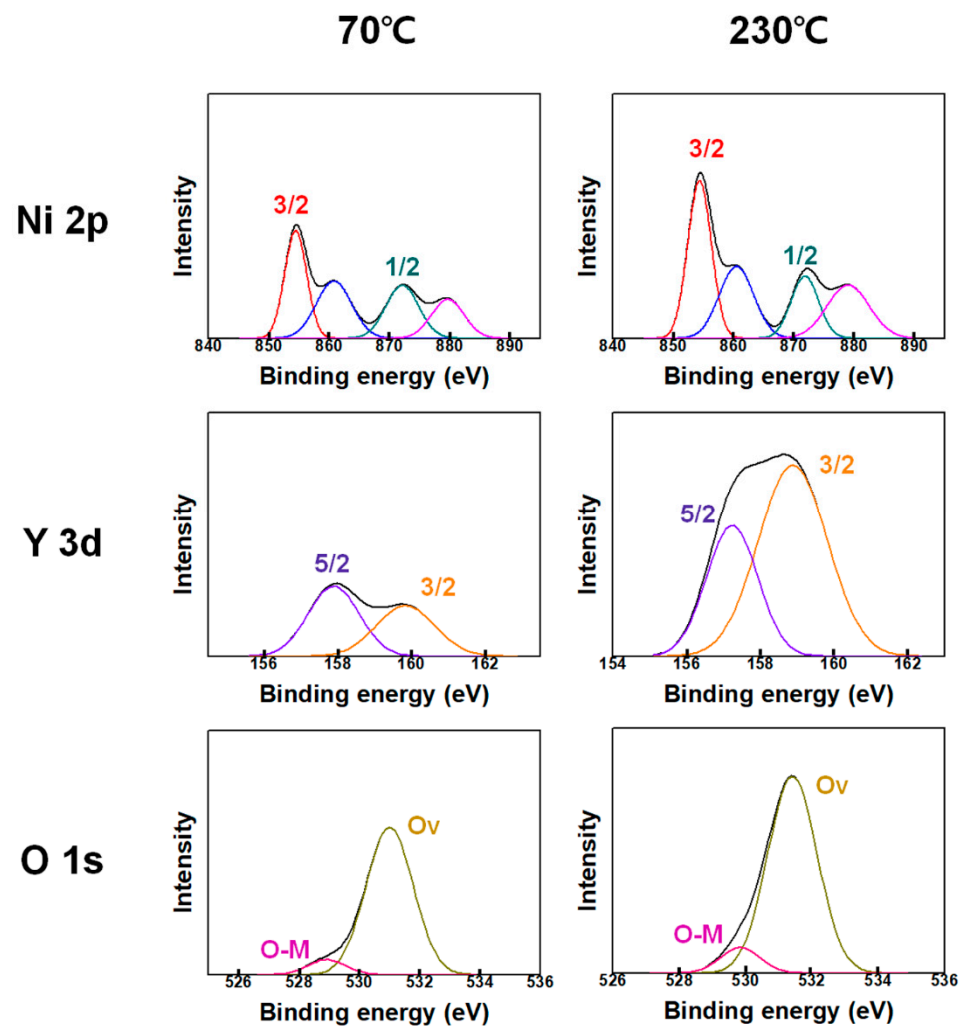 70℃ 230℃
Ni 2p
Intensity
3/2
1/2
840 850 860 870 880 890
Binding energy (eV)
Intensity
3/2
1/2
840 850 860 870 880 890
Binding energy (eV)
Y 3d
Intensity
5/2
3/2
156 158 160 162
Binding energy (eV)
Intensity
5/2
3/2
154 156 158 160 162
Binding energy (eV)
O 1s
Intensity
Ov
O-M
526 528 530 532 534 536
Binding energy (eV)
Intensity
Ov
O-M
526 528 530 532 534 536
Binding energy (eV)